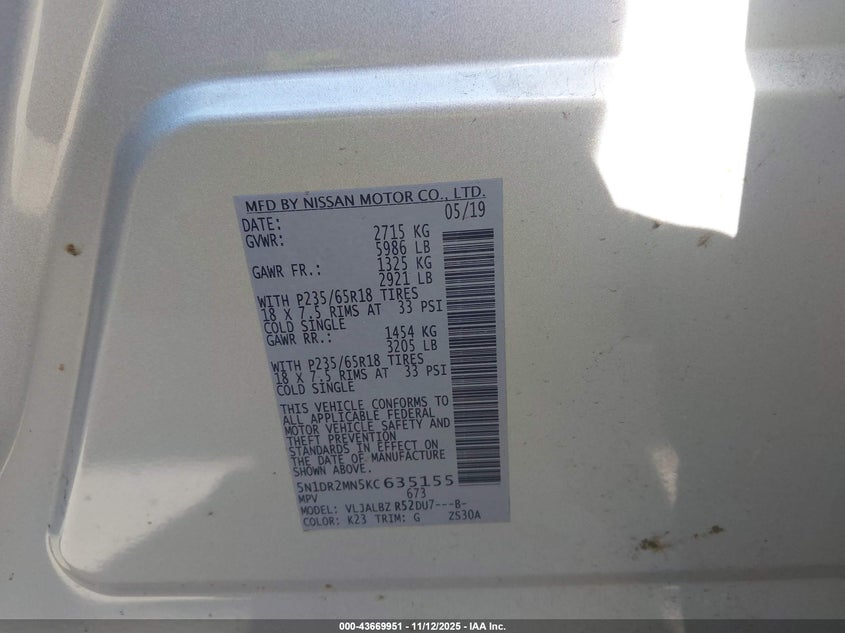 MFD BY NISSAN MOTOR CO., LTD.
DATE: 05/19
GVWR: 2715 KG
5986 LB
GAWR FR.: 1325 KG
2921 LB
WITH P235/65R18 TIRES
18 X 7.5 RIMS AT 33 PSI
COLD SINGLE
GAWR RR.: 1454 KG
3205 LB
WITH P235/65R18 TIRES
18 X 7.5 RIMS AT 33 PSI
COLD SINGLE
THIS VEHICLE CONFORMS TO
ALL APPLICABLE FEDERAL
MOTOR VEHICLE SAFETY AND
THEFT PREVENTION
STANDARDS IN EFFECT ON
THE DATE OF MANUFACTURE
SHOWN ABOVE.
5N1DR2MN5KC635155
MPV 673
MODEL: VLJALBZ R52DU7---B-
COLOR: K23 TRIM: G ZS30A
000-43669951 - 11/12/2025 - IAA Inc.